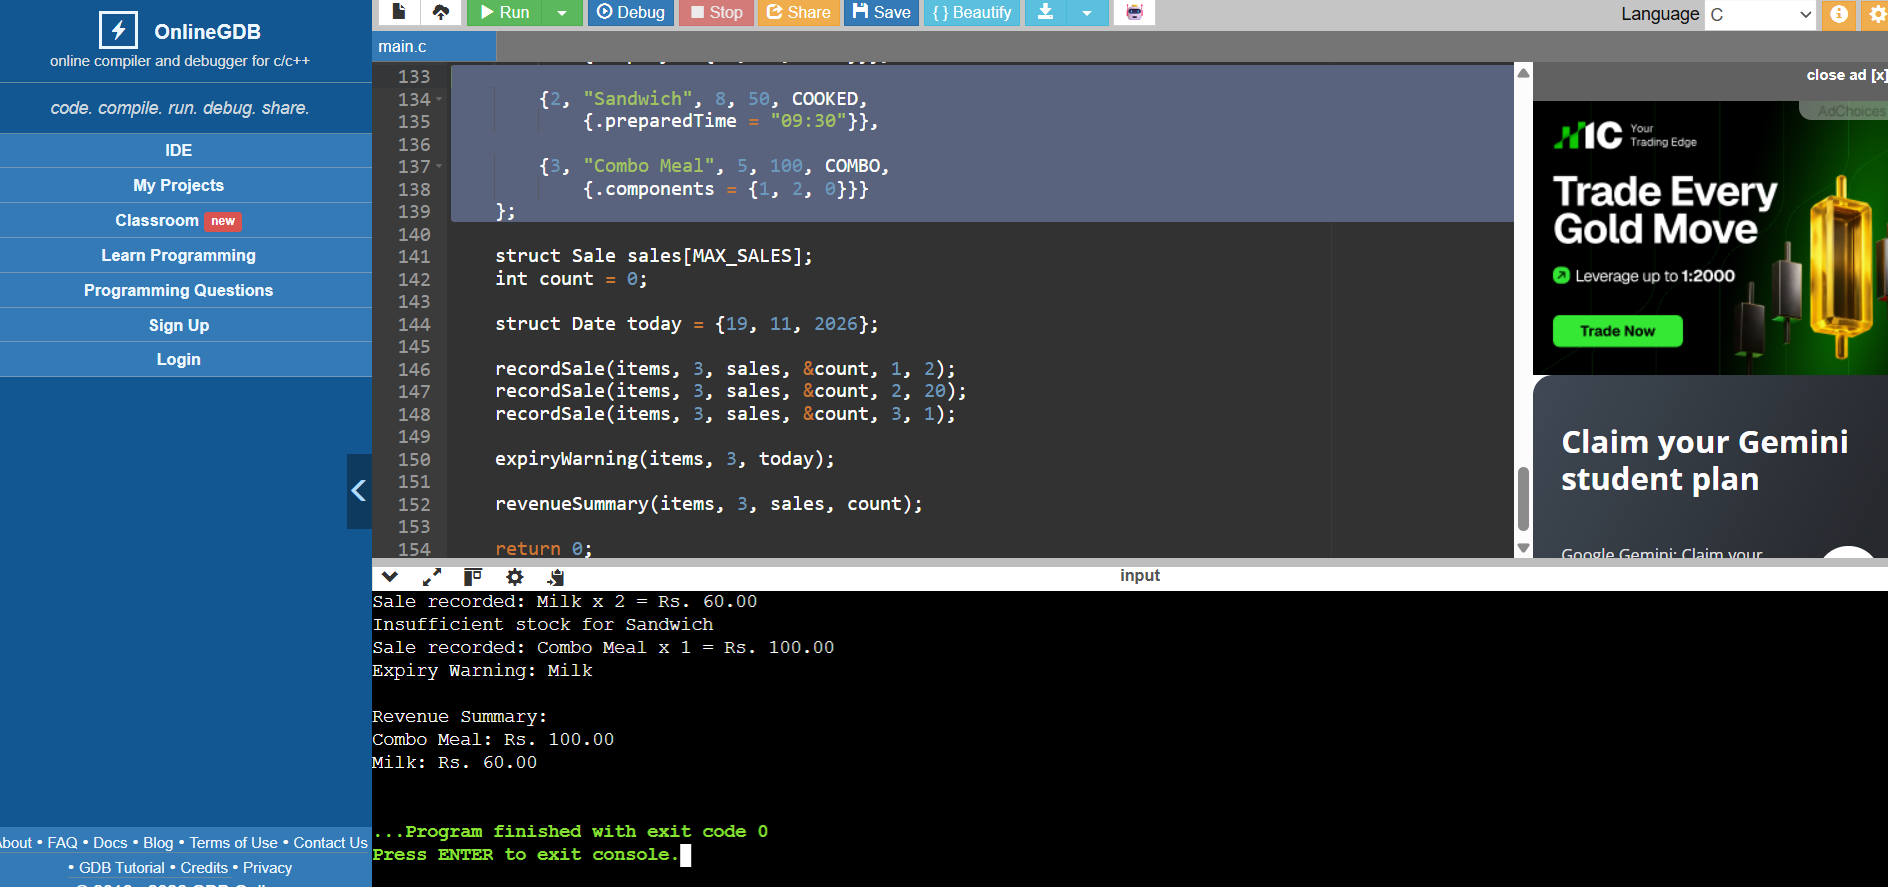 OnlineGDB
online compiler and debugger for c/c++
code. compile. run. debug. share.
IDE
My Projects
Classroom new
Learn Programming
Programming Questions
Sign Up
Login
About • FAQ • Docs • Blog • Terms of Use • Contact Us
• GDB Tutorial • Credits • Privacy
Run Debug Stop Share Save { } Beautify
Language C
main.c
133
134 {2, "Sandwich", 8, 50, COOKED,
135 {.preparedTime = "09:30"}},
136
137 {3, "Combo Meal", 5, 100, COMBO,
138 {.components = {1, 2, 0}}}
139 };
140
141 struct Sale sales[MAX_SALES];
142 int count = 0;
143
144 struct Date today = {19, 11, 2026};
145
146 recordSale(items, 3, sales, &count, 1, 2);
147 recordSale(items, 3, sales, &count, 2, 20);
148 recordSale(items, 3, sales, &count, 3, 1);
149
150 expiryWarning(items, 3, today);
151
152 revenueSummary(items, 3, sales, count);
153
154 return 0;
close ad [x]
AdChoices
Your
Trading Edge
Trade Every
Gold Move
Leverage up to 1:2000
Trade Now
Claim your Gemini
student plan
Google Gemini: Claim your
input
Sale recorded: Milk x 2 = Rs. 60.00
Insufficient stock for Sandwich
Sale recorded: Combo Meal x 1 = Rs. 100.00
Expiry Warning: Milk
Revenue Summary:
Combo Meal: Rs. 100.00
Milk: Rs. 60.00
...Program finished with exit code 0
Press ENTER to exit console.